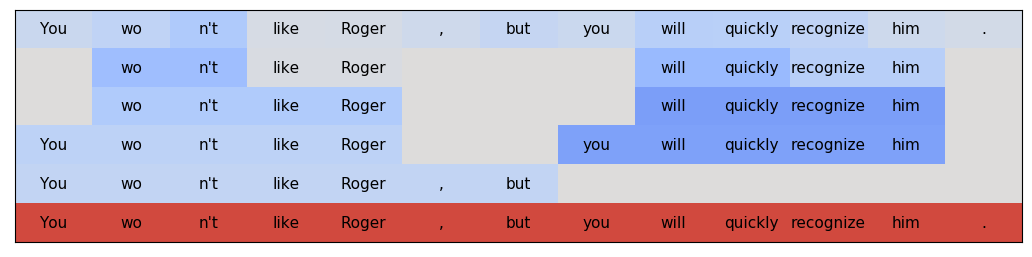 You wo n't like Roger , but you will quickly recognize him .
wo n't like Roger will quickly recognize him
wo n't like Roger will quickly recognize him
You wo n't like Roger you will quickly recognize him
You wo n't like Roger , but
You wo n't like Roger , but you will quickly recognize him .